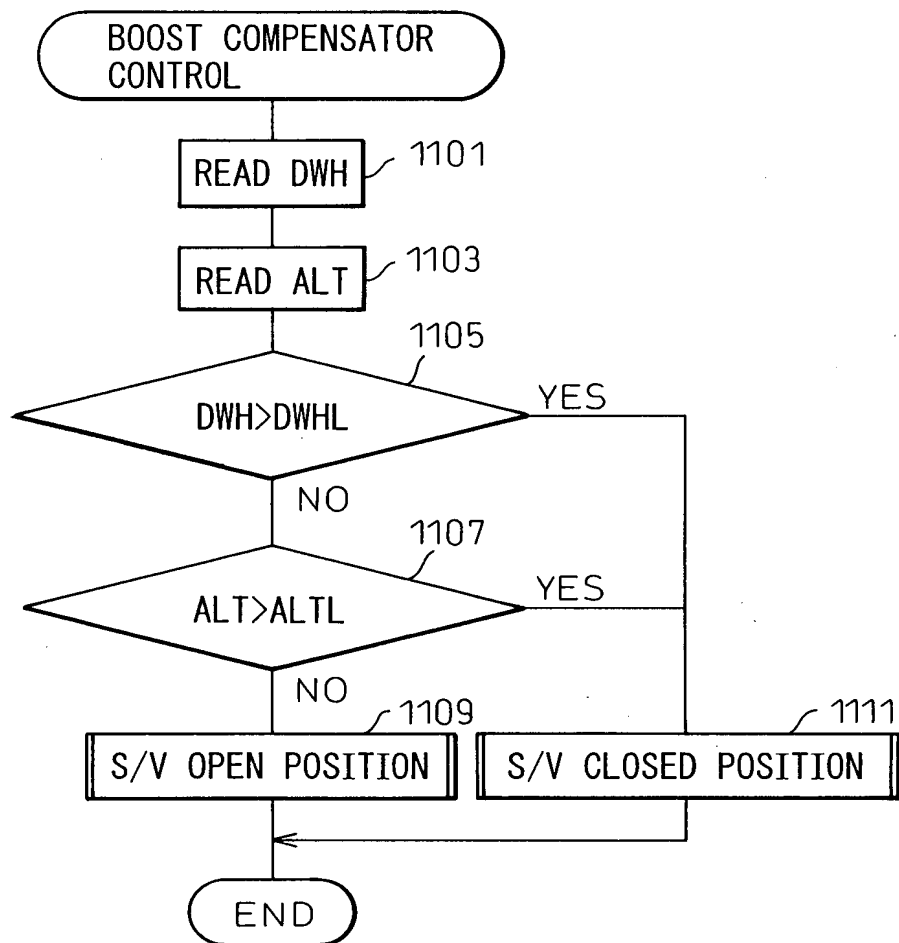 BOOST COMPENSATOR
CONTROL
1101
READ DWH
1103
READ ALT
1105
DWH>DWHL
YES
NO
1107
ALT>ALTL
YES
NO
1109
S/V OPEN POSITION
1111
S/V CLOSED POSITION
END